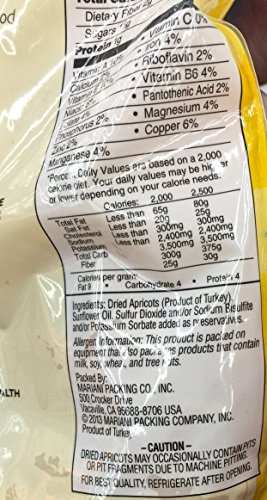 Total Ca
Dietary Fiber 2g
Sugars
Protein 1g
Vitamin A • Vitamin C 0%
Calcium 2% • Iron 4%
• Riboflavin 2%
Niacin • Vitamin B6 4%
• Pantothenic Acid 2%
Phosphorus 2% • Magnesium 4%
Zinc 2% • Copper 6%
Manganese 4%
*Percent Daily Values are based on a 2,000
calorie diet. Your daily values may be higher
or lower depending on your calorie needs:
Calories: 2,000 2,500
Total Fat Less than 65g 80g
Sat Fat Less than 20g 25g
Cholesterol Less than 300mg 300mg
Sodium Less than 2,400mg 2,400mg
Potassium 3,500mg 3,500mg
Total Carb 300g 375g
Fiber 25g 30g
Calories per gram:
Fat 9 • Carbohydrate 4 • Protein 4
Ingredients: Dried Apricots (Product of Turkey),
Sunflower Oil. Sulfur Dioxide and/or Sodium Bisulfite
and/or Potassium Sorbate added as preservatives.
Allergen Information: This product is packed on
equipment that also packages products that contain
milk, soy, wheat, and tree nuts.
Packed By:
MARIANI PACKING CO., INC.
500 Crocker Drive
Vacaville, CA 95688-8706 USA
© 2013 MARIANI PACKING COMPANY, INC.
Product of Turkey
– CAUTION –
DRIED APRICOTS MAY OCCASIONALLY CONTAIN PITS
OR PIT FRAGMENTS DUE TO MACHINE PITTING.
FOR BEST QUALITY, REFRIGERATE AFTER OPENING.